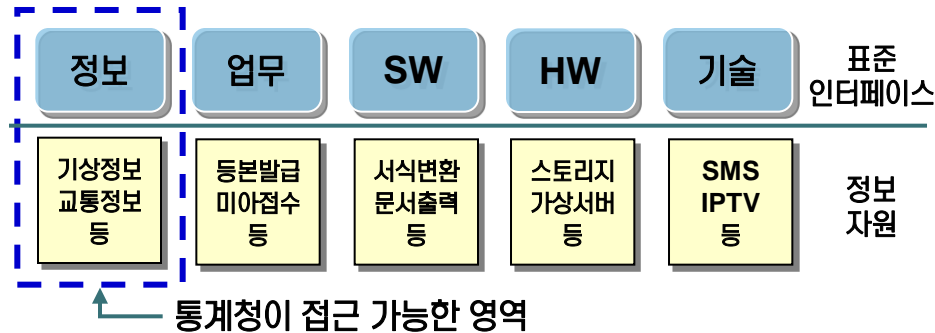 정보
업무
SW
HW
기술
표준
인터페이스
기상정보
교통정보
등
등본발급
미아접수
등
서식변환
문서출력
등
스토리지
가상서버
등
SMS
IPTV
등
정보
자원
통계청이 접근 가능한 영역